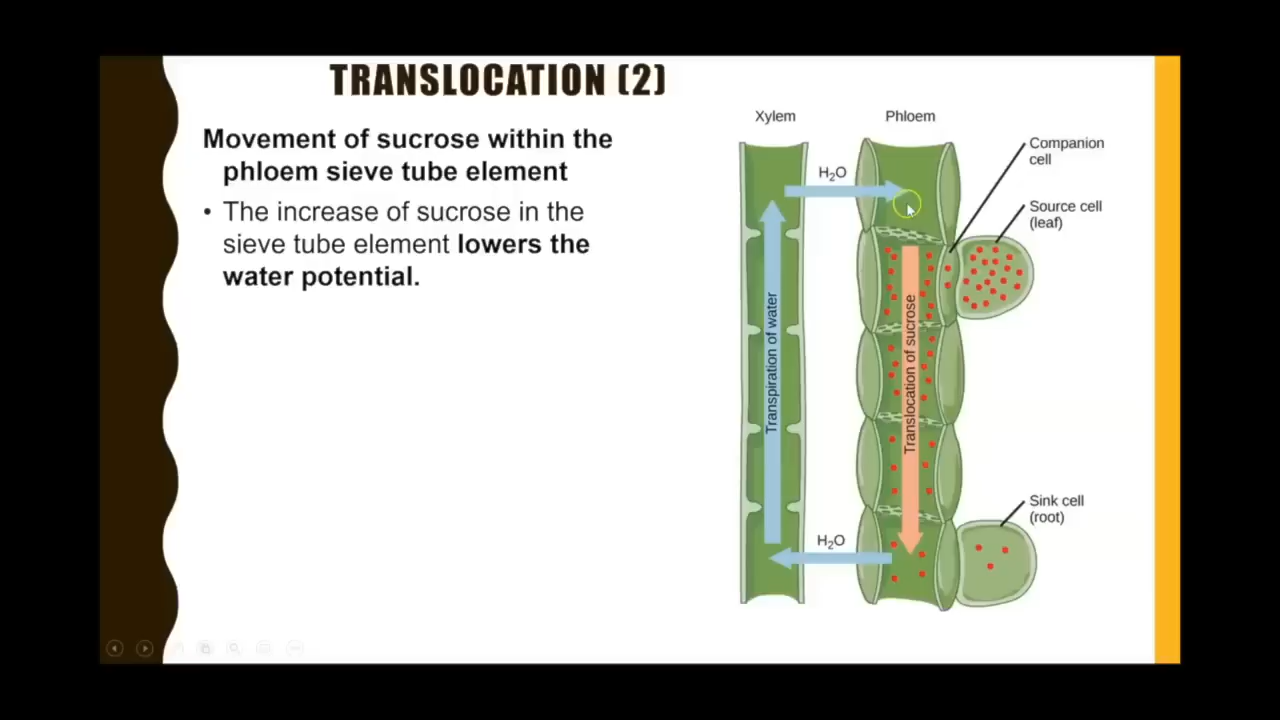 TRANSLOCATION (2)
Movement of sucrose within the
phloem sieve tube element
• The increase of sucrose in the
sieve tube element lowers the
water potential.
Xylem
Phloem
H₂O
Companion
cell
Source cell
(leaf)
Transpiration of water
Translocation of sucrose
Sink cell
(root)
H₂O